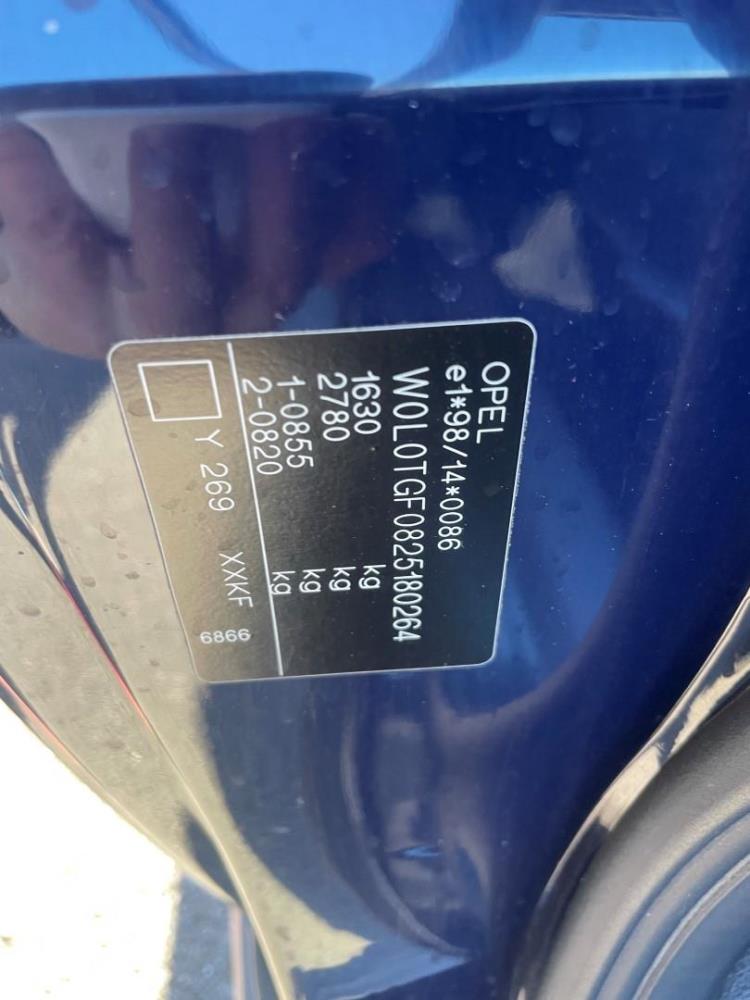 OPEL
e1*98/14*0086
W0L0TGF0825180264
1630 kg
2780 kg
1-0855 kg
2-0820 kg
Y 269 XXKF
6866